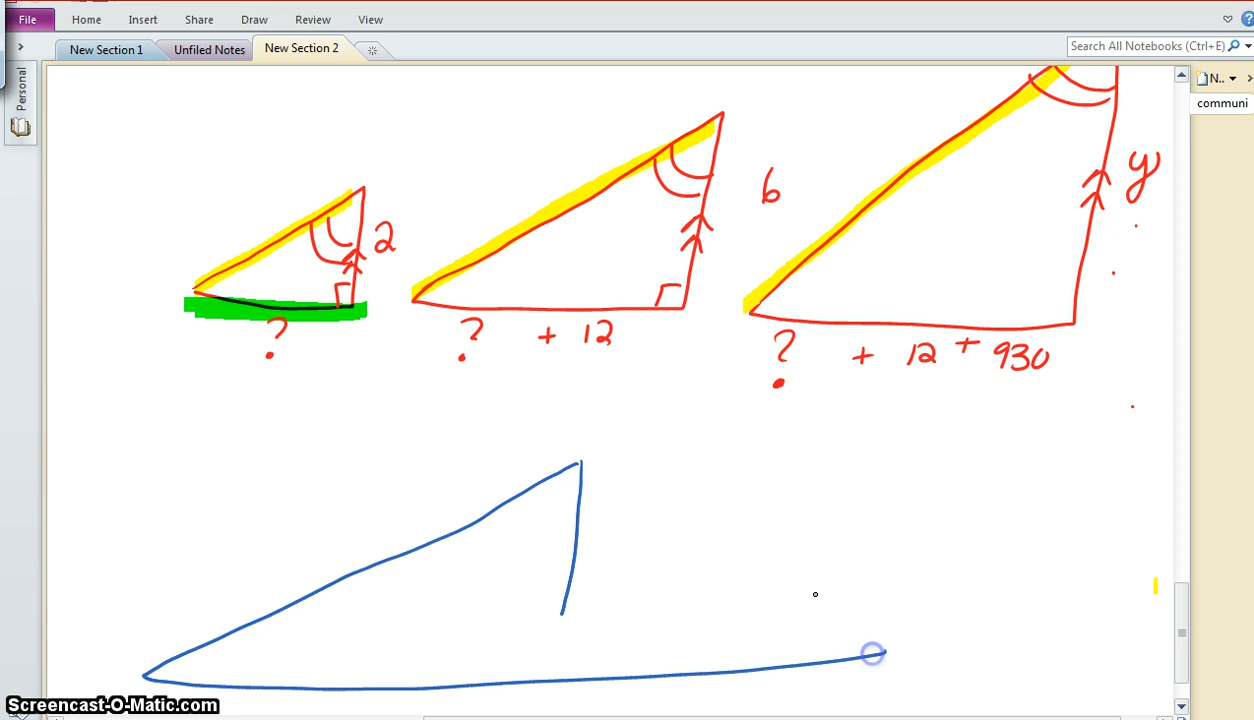 File Home Insert Share Draw Review View
New Section 1 Unfiled Notes New Section 2 Search All Notebooks (Ctrl+E)
Personal
N..
communi
2
6
y
?
? + 12
? + 12 + 930
Screencast-O-Matic.com